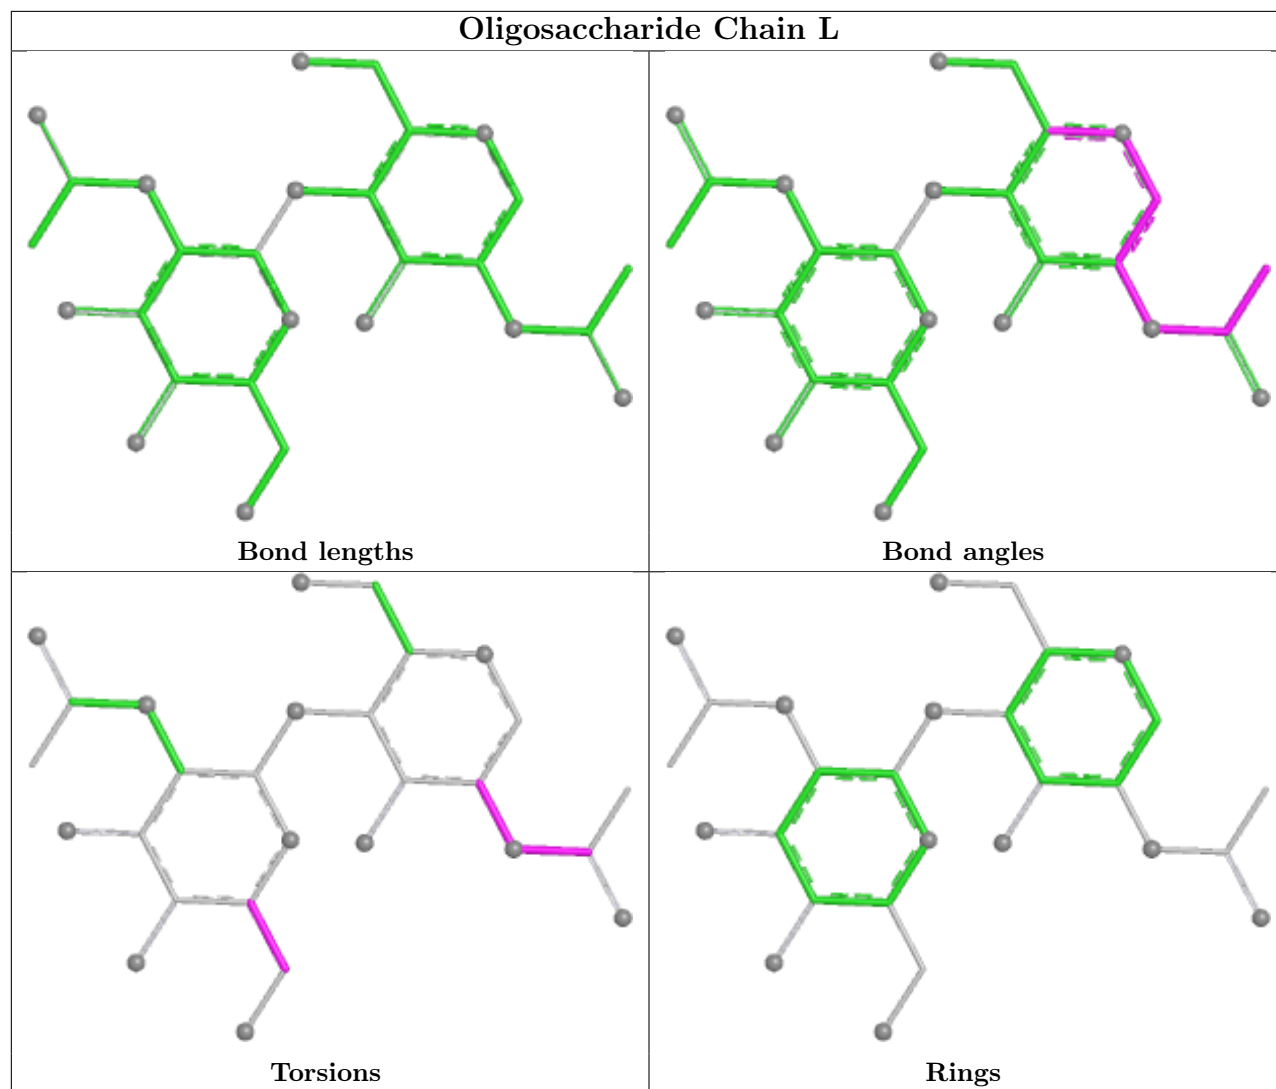 Oligosaccharide Chain L
Bond lengths
Bond angles
Torsions
Rings